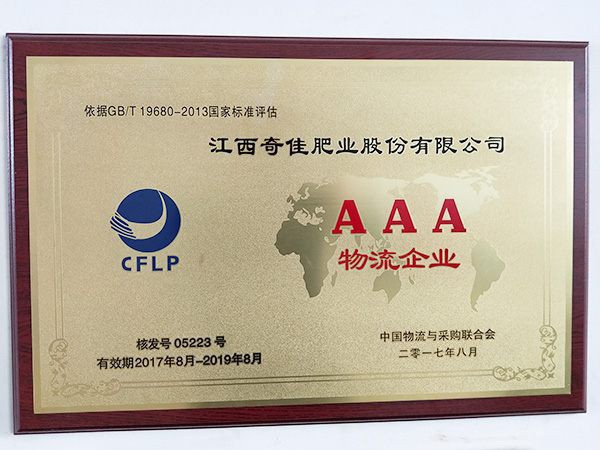 依据GB/T 19680-2013国家标准评估
江西奇佳肥业股份有限公司
CFLP
AAA
物流企业
核发号 05223 号
有效期2017年8月-2019年8月
中国物流与采购联合会
二零一七年八月